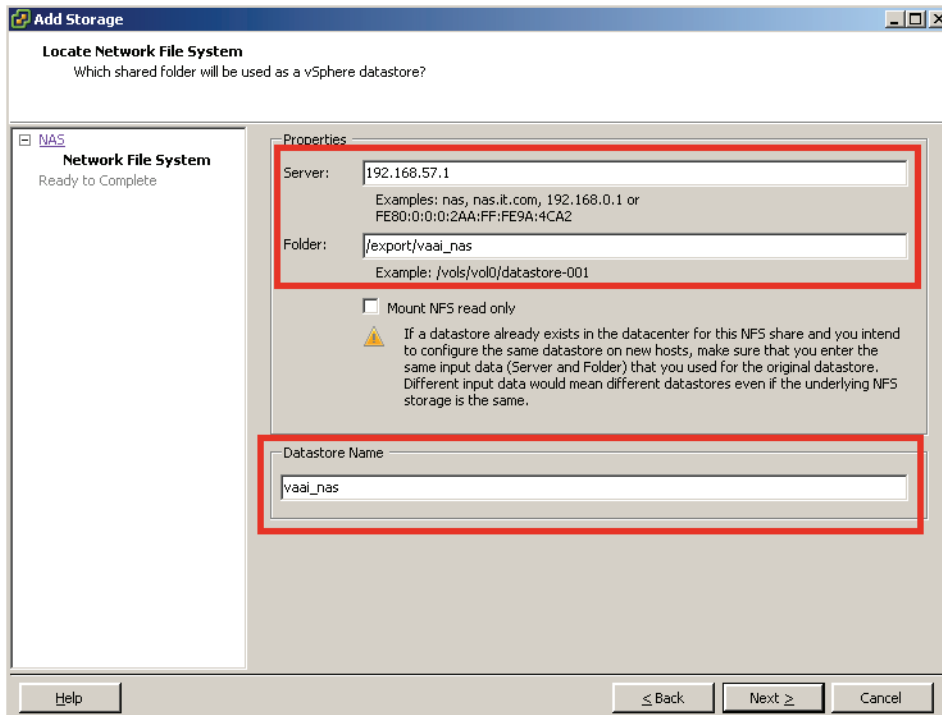 Add Storage
Locate Network File System
Which shared folder will be used as a vSphere datastore?
NAS
Network File System
Ready to Complete
Properties
Server:
192.168.57.1
Examples: nas, nas.it.com, 192.168.0.1 or
FE80:0:0:0:2AA:FF:FE9A:4CA2
Folder:
/export/vaai_nas
Example: /vols/vol0/datastore-001
Mount NFS read only
If a datastore already exists in the datacenter for this NFS share and you intend
to configure the same datastore on new hosts, make sure that you enter the
same input data (Server and Folder) that you used for the original datastore.
Different input data would mean different datastores even if the underlying NFS
storage is the same.
Datastore Name
vaai_nas
Help
< Back
Next >
Cancel